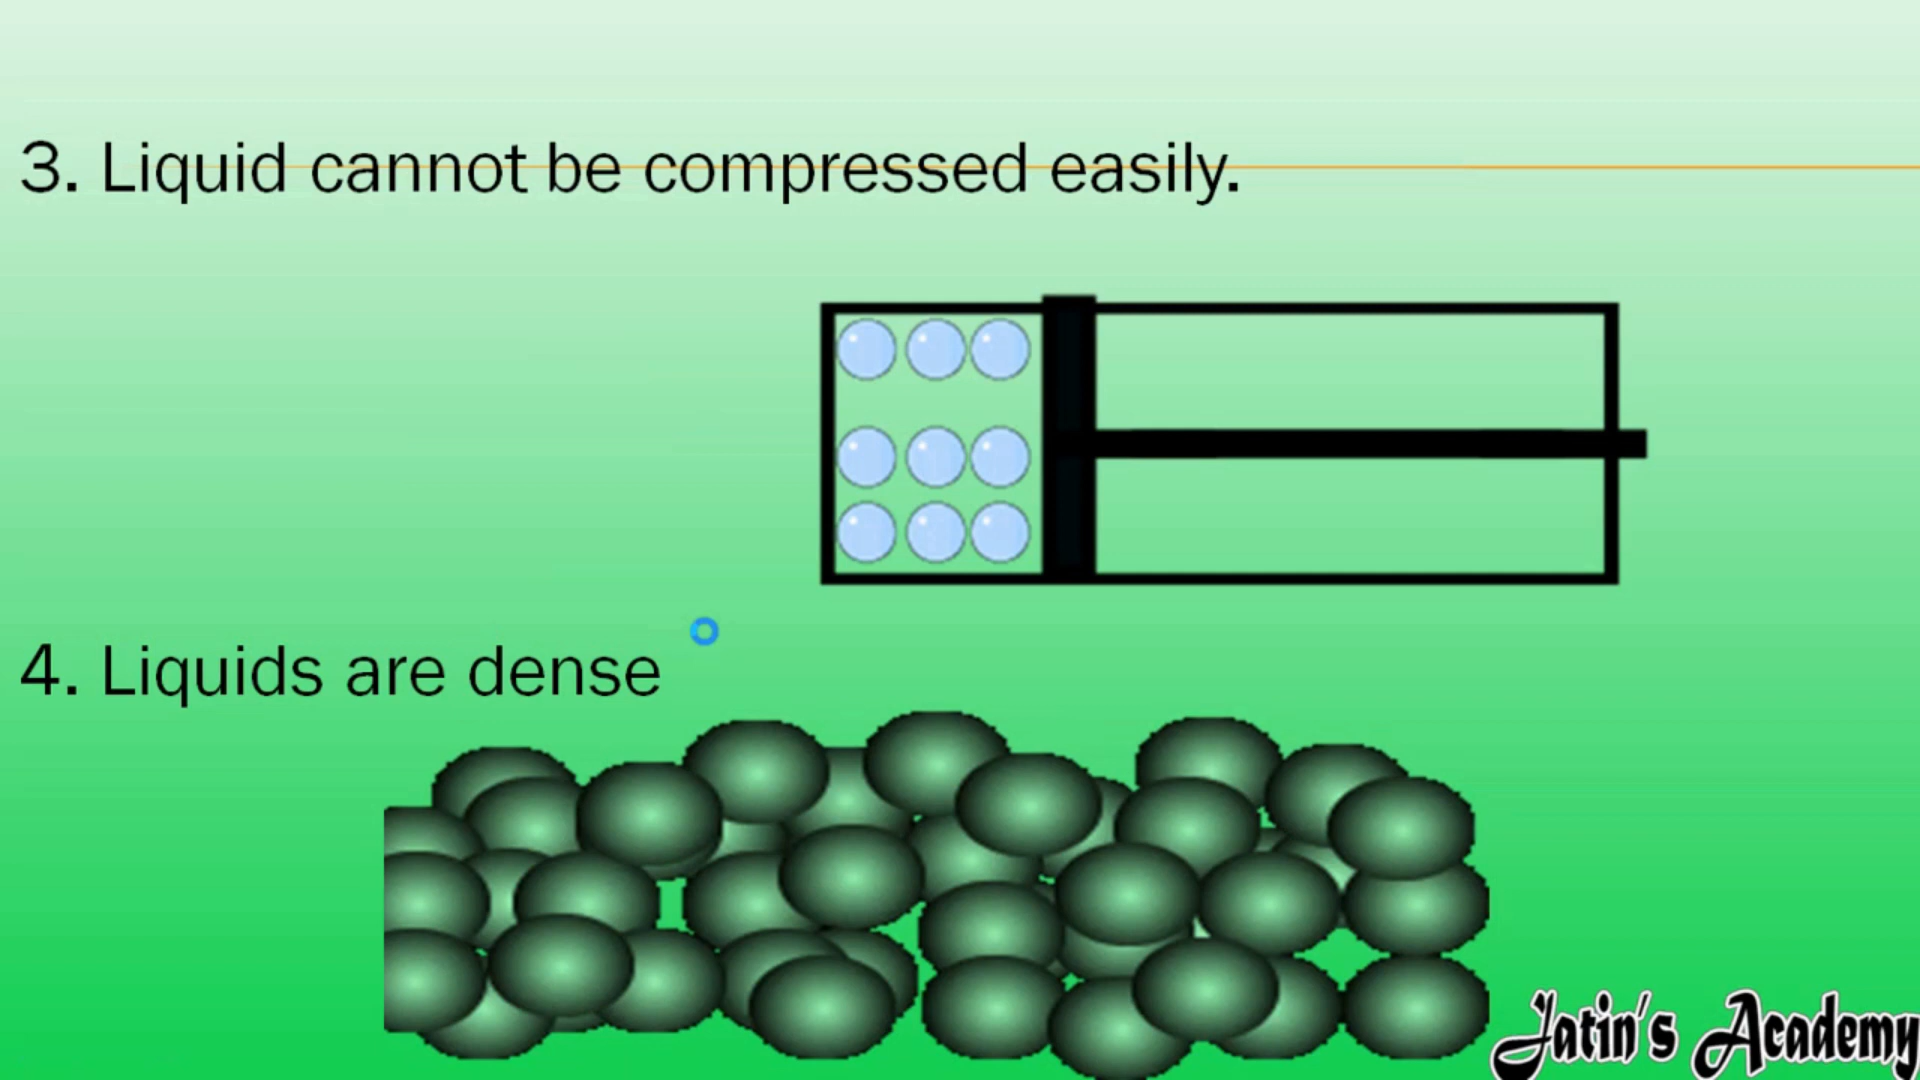 3. Liquid cannot be compressed easily.
4. Liquids are dense
Jatin's Academy